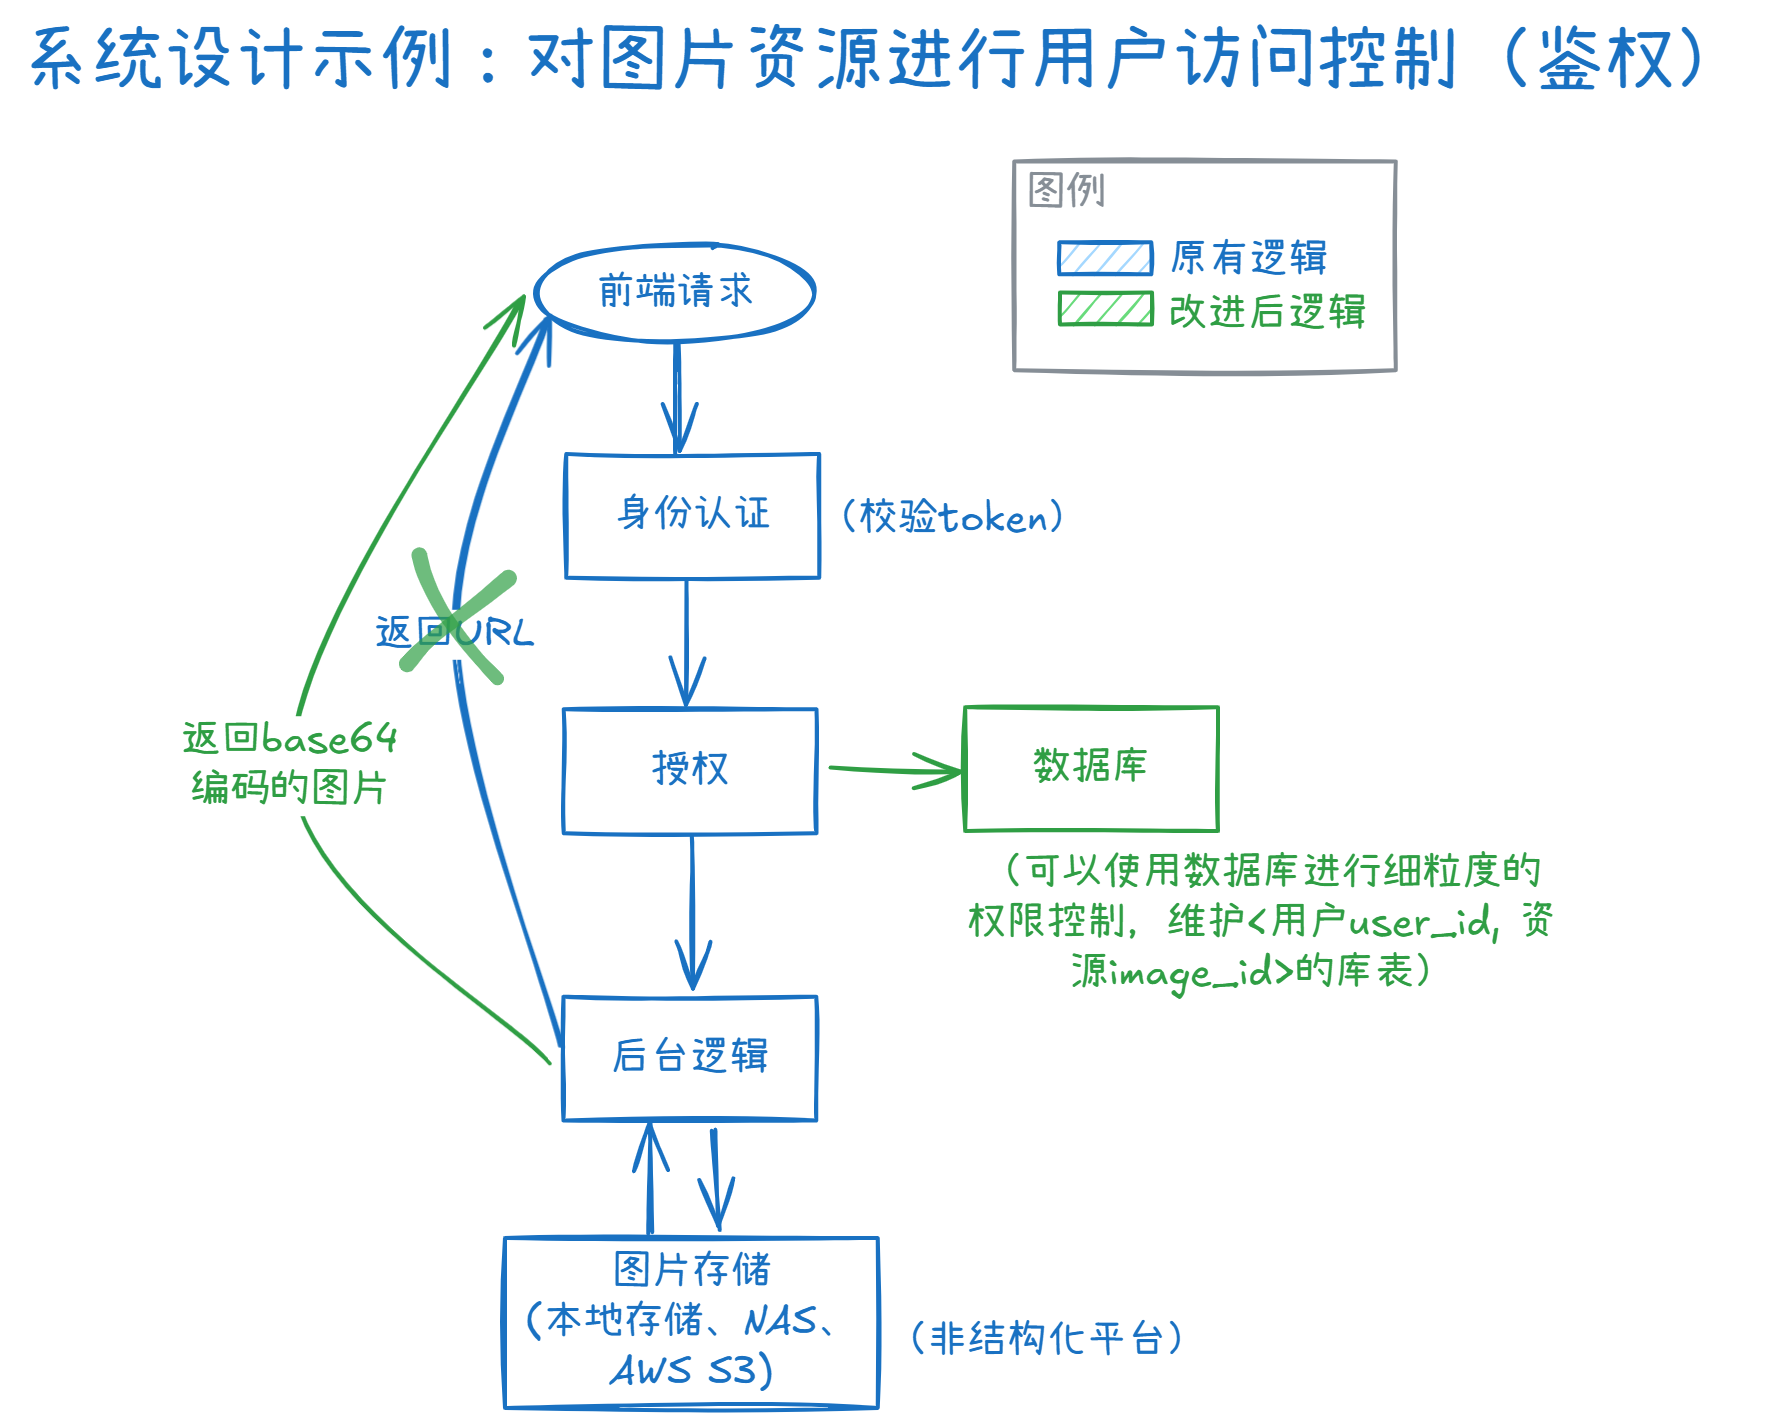 系统设计示例：对图片资源进行用户访问控制（鉴权）
图例
原有逻辑
改进后逻辑
前端请求
身份认证
（校验token）
返回URL
返回base64
编码的图片
授权
数据库
（可以使用数据库进行细粒度的
权限控制，维护<用户user_id, 资
源image_id>的库表）
后台逻辑
图片存储
(本地存储、NAS、
AWS S3)
（非结构化平台）